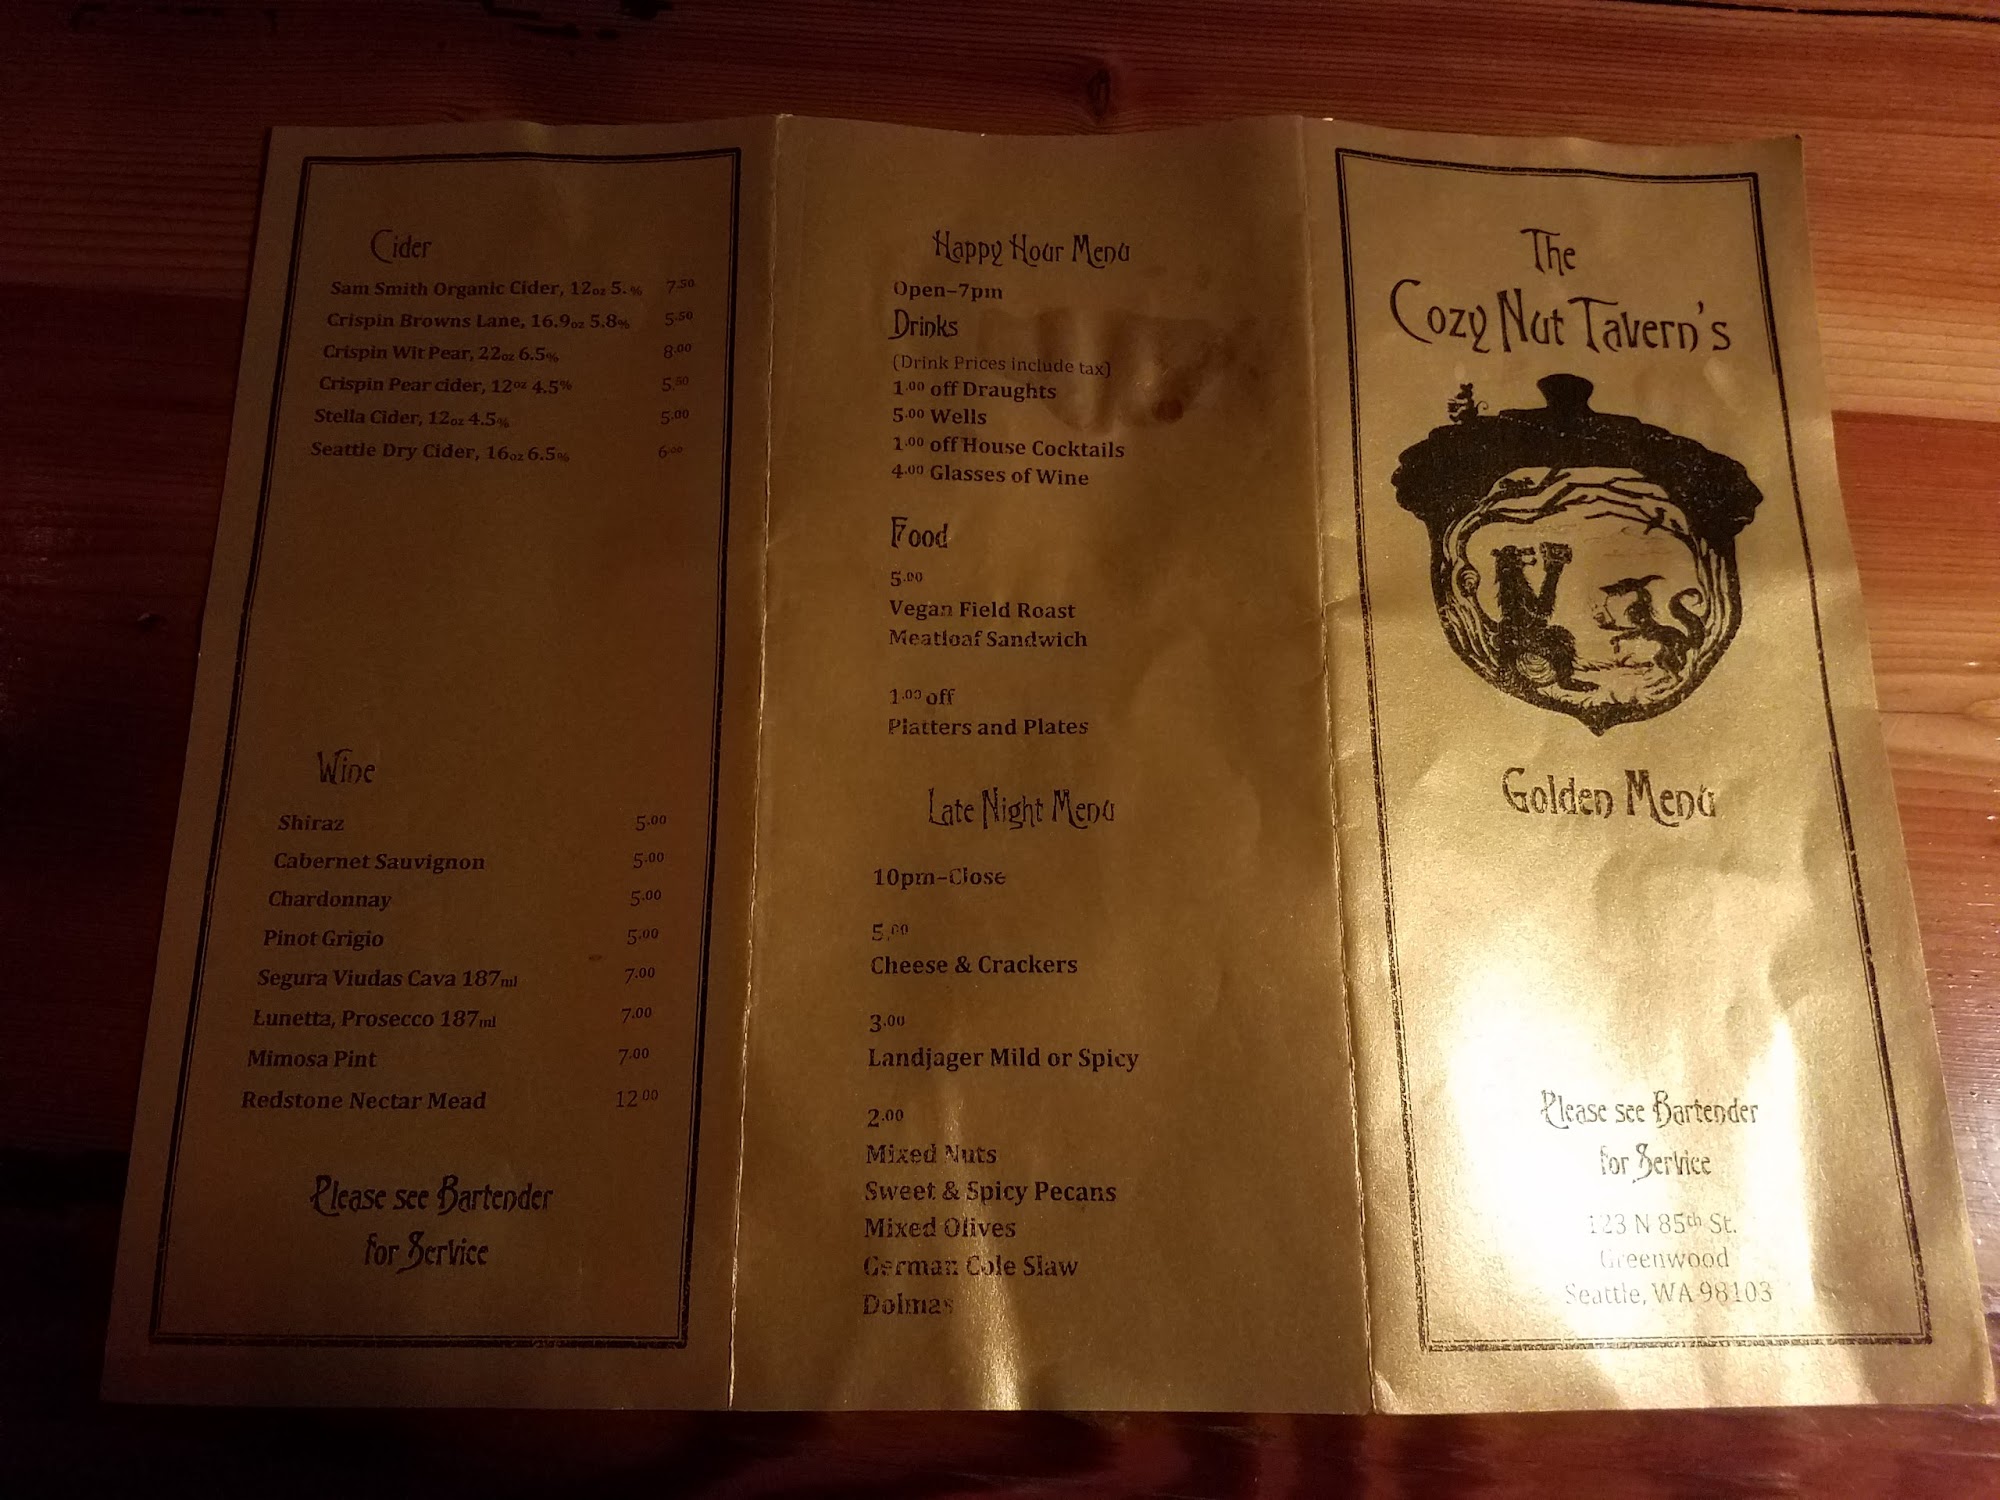 Cider
Sam Smith Organic Cider, 12oz 5.% 7.50
Crispin Browns Lane, 16.9oz 5.8% 5.50
Crispin Wit Pear, 22oz 6.5% 8.00
Crispin Pear cider, 12oz 4.5% 5.50
Stella Cider, 12oz 4.5% 5.00
Seattle Dry Cider, 16oz 6.5% 6.00
Wine
Shiraz 5.00
Cabernet Sauvignon 5.00
Chardonnay 5.00
Pinot Grigio 5.00
Segura Viudas Cava 187ml 7.00
Lunetta, Prosecco 187ml 7.00
Mimosa Pint 7.00
Redstone Nectar Mead 12.00
Please see Bartender
for Service
Happy Hour Menu
Open-7pm
Drinks
(Drink Prices include tax)
1.00 off Draughts
5.00 Wells
1.00 off House Cocktails
4.00 Glasses of Wine
Food
5.00
Vegan Field Roast
Meatloaf Sandwich
1.00 off
Platters and Plates
Late Night Menu
10pm-Close
5.00
Cheese & Crackers
3.00
Landjager Mild or Spicy
2.00
Mixed Nuts
Sweet & Spicy Pecans
Mixed Olives
German Cole Slaw
Dolmas
The
Cozy Nut Tavern's
Golden Menu
Please see Bartender
for Service
123 N 85th St.
Greenwood
Seattle, WA 98103